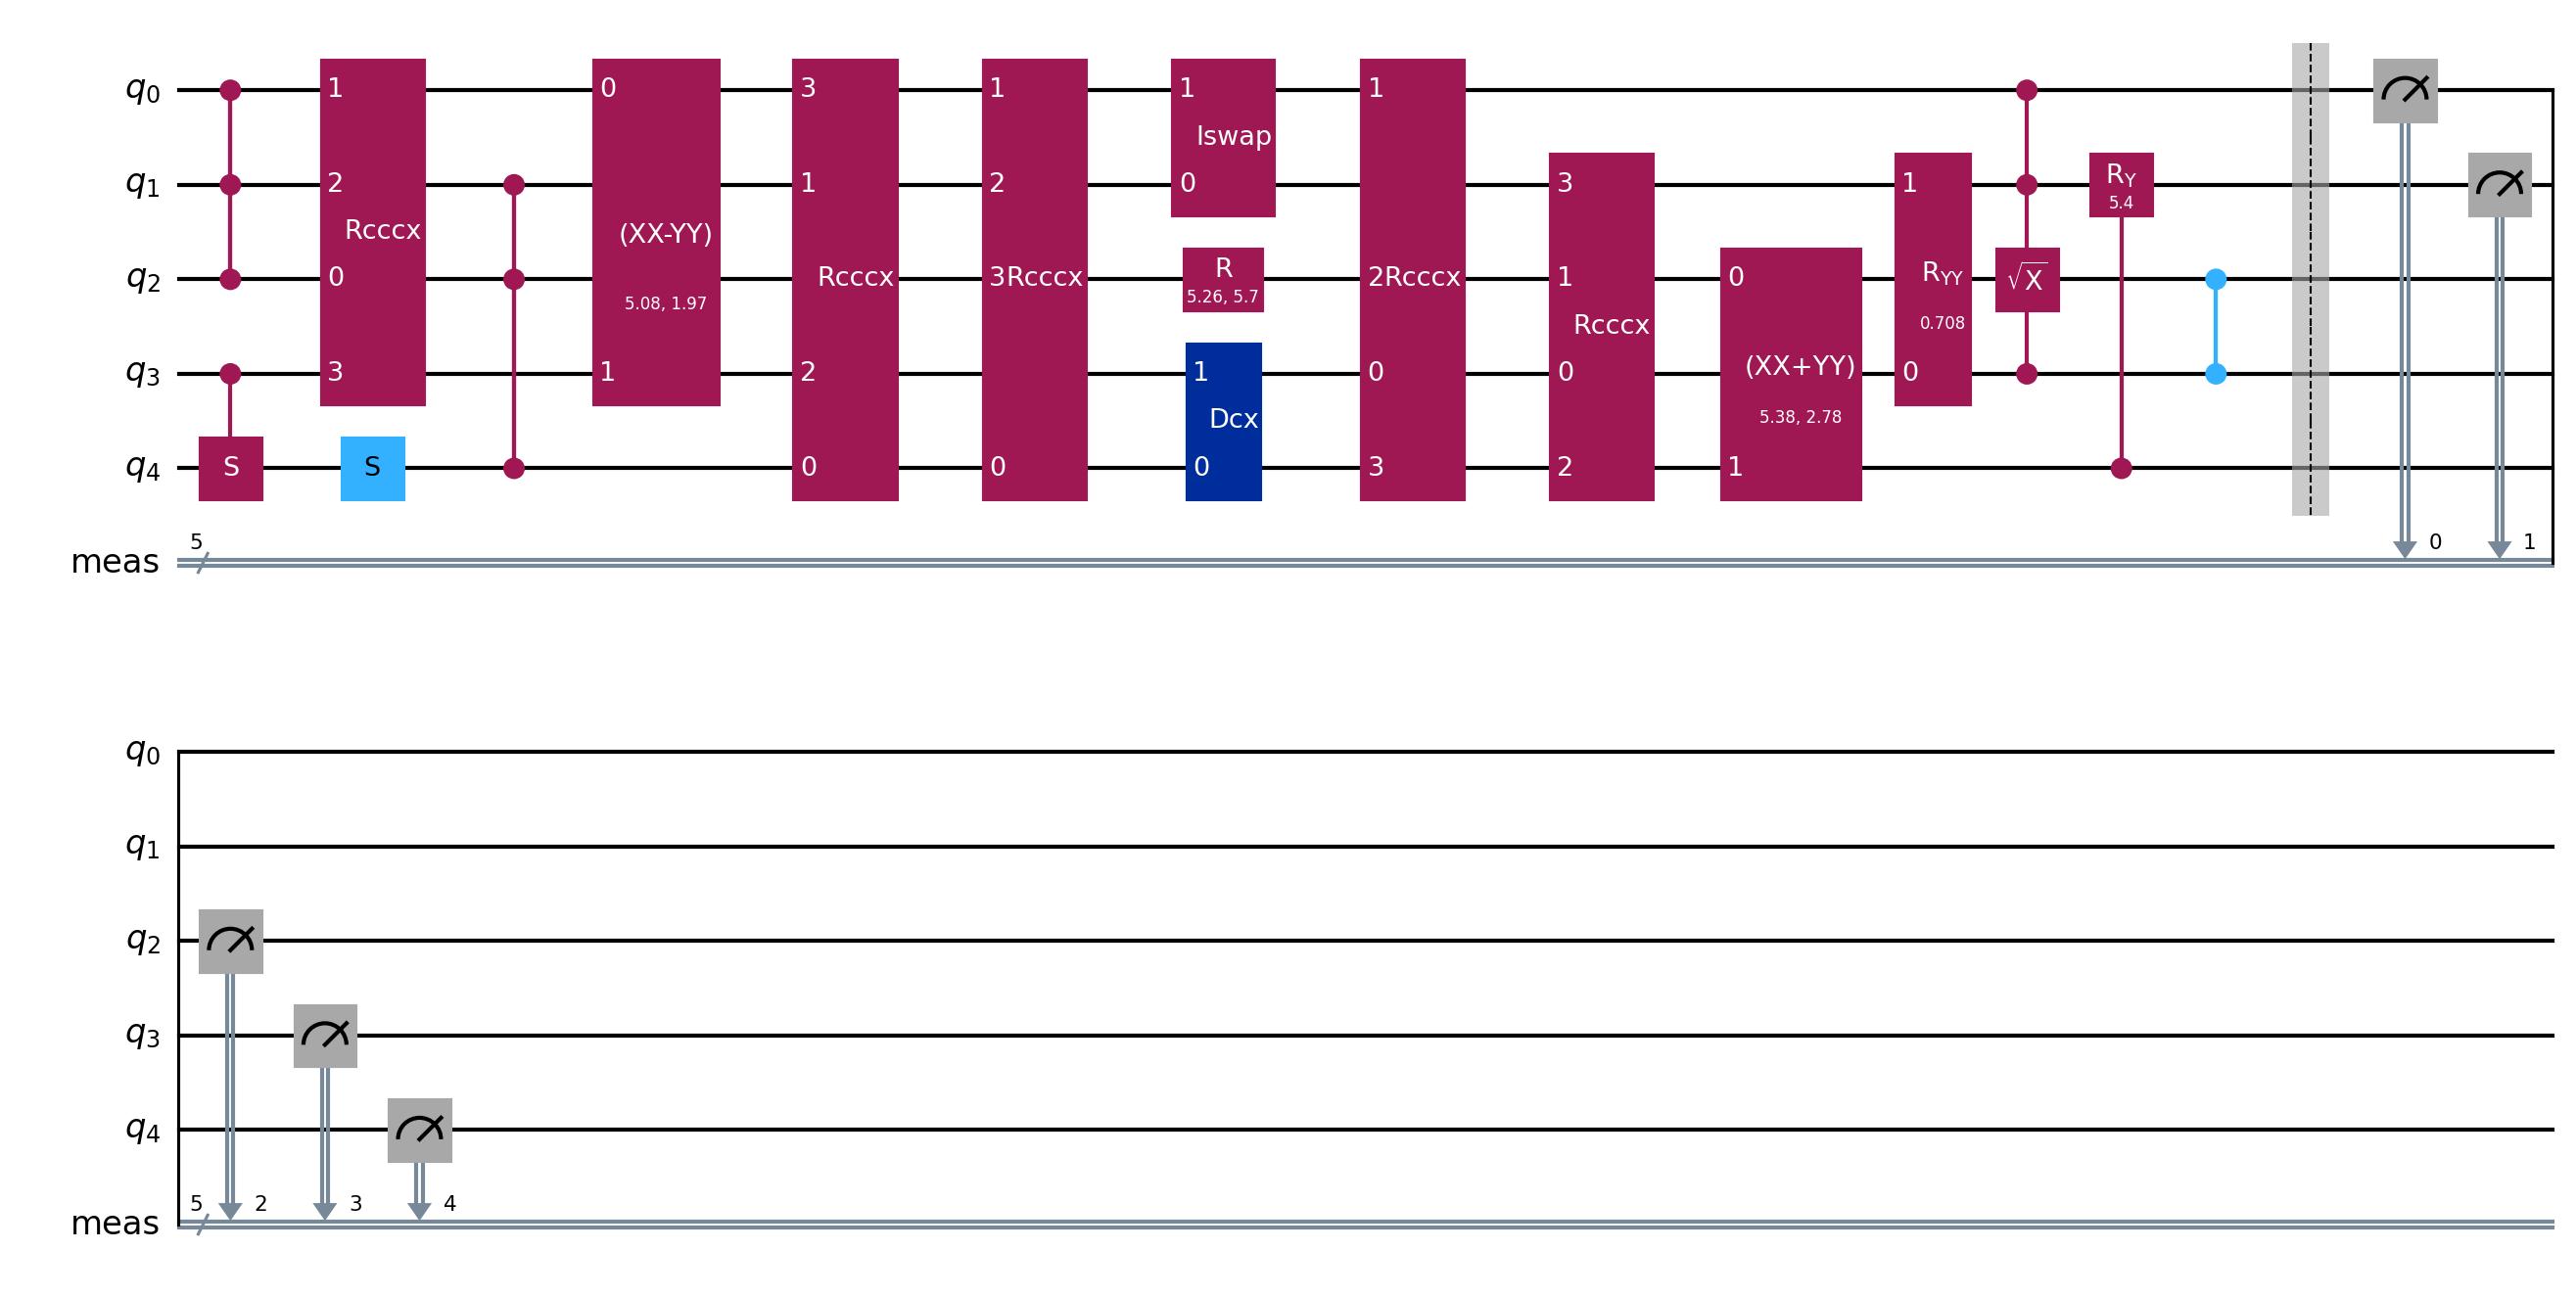 q0 1 3 1 1 1
Iswap
q1 2 1 2 0 3 1 RY
5.4
Rcccx (XX-YY)
q2 0 Rcccx 3Rcccx R 2Rcccx 1 0 RYY √X
5.08, 1.97 5.26, 5.7 Rcccx 0.708
q3 3 1 2 1 0 0 (XX+YY) 0
Dcx 5.38, 2.78
q4 S S 0 0 0 3 2 1
5 0 1
meas
q0
q1
q2
q3
q4
5 2 3 4
meas